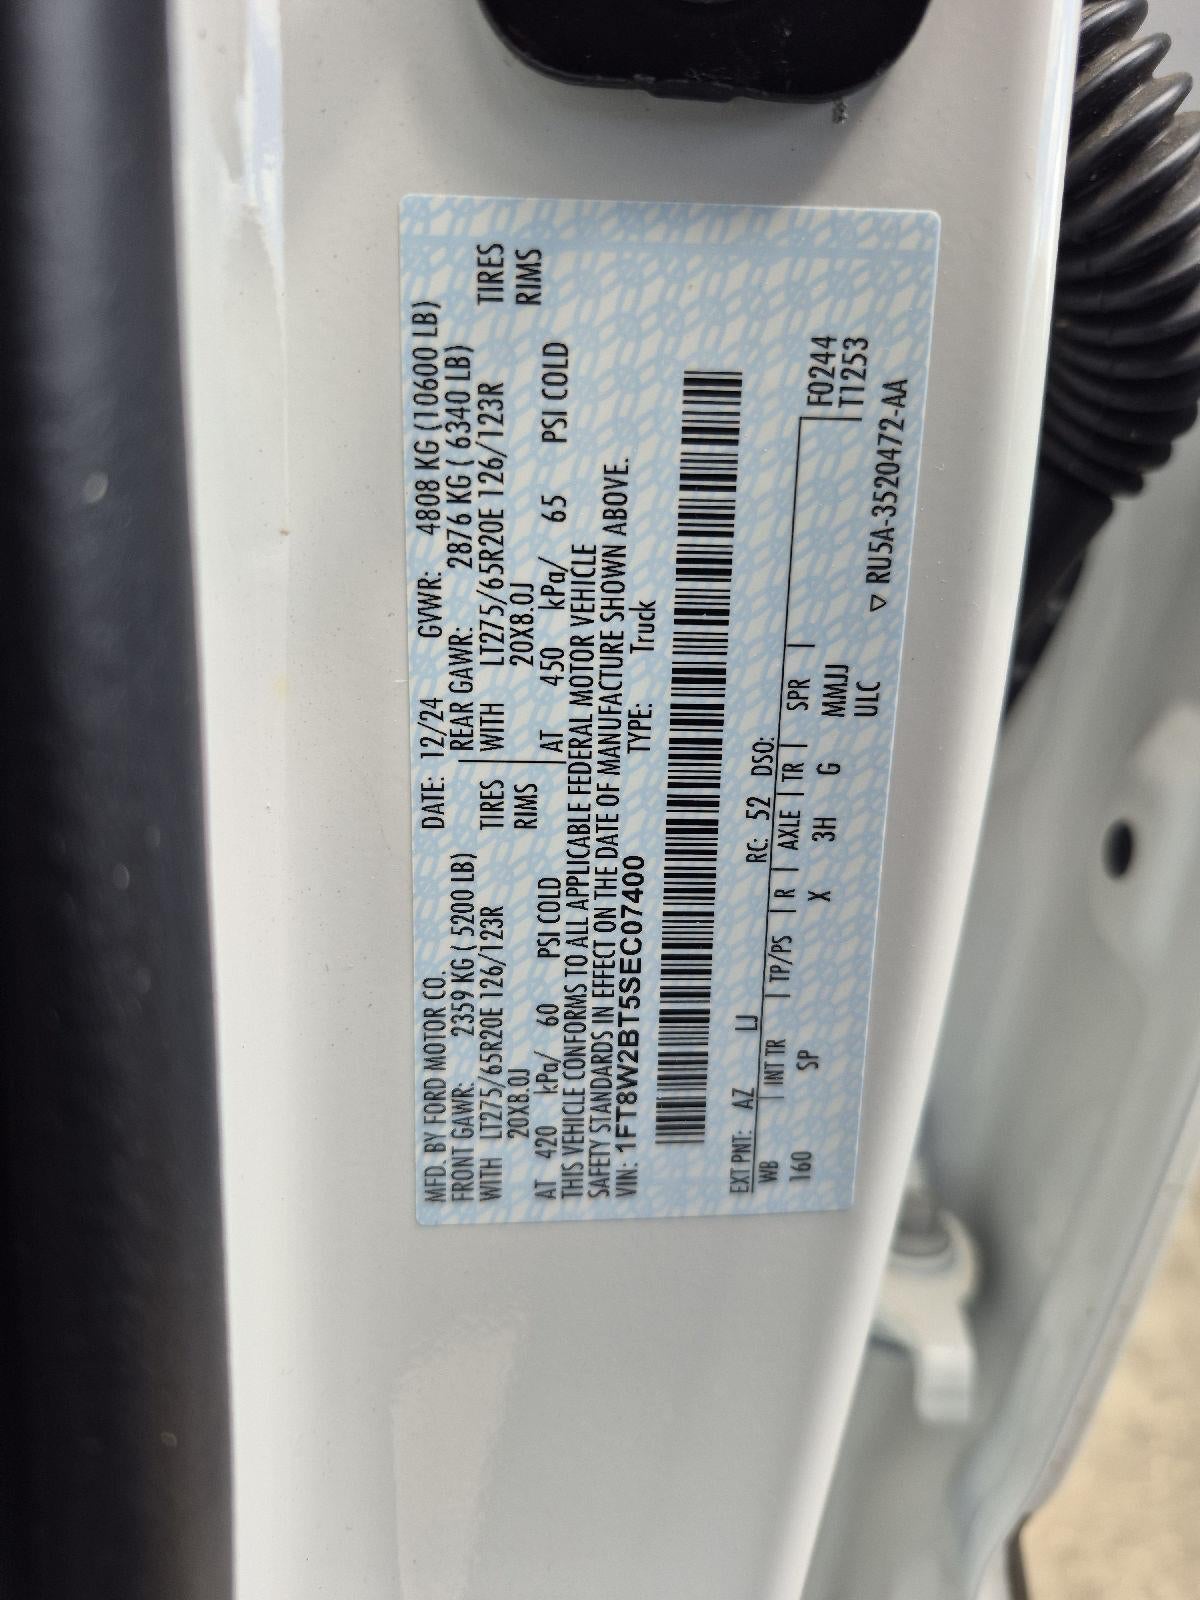 MFD. BY FORD MOTOR CO.
DATE: 12/24 GVWR: 4808 KG (10600 LB)
FRONT GAWR: 2359 KG ( 5200 LB) REAR GAWR: 2876 KG ( 6340 LB)
WITH LT275/65R20E 126/123R TIRES WITH LT275/65R20E 126/123R TIRES
20X8.0J RIMS 20X8.0J RIMS
AT 420 kPa/ 60 PSI COLD AT 450 kPa/ 65 PSI COLD
THIS VEHICLE CONFORMS TO ALL APPLICABLE FEDERAL MOTOR VEHICLE
SAFETY STANDARDS IN EFFECT ON THE DATE OF MANUFACTURE SHOWN ABOVE.
VIN: 1FT8W2BT5SEC07400 TYPE: Truck
EXT PNT: AZ LJ RC: 52 DSO:
WB | INT TR | TP/PS | R | AXLE | TR | SPR | F0244
160 SP X 3H G MMJJ T1253
ULC
▽ RU5A-3520472-AA